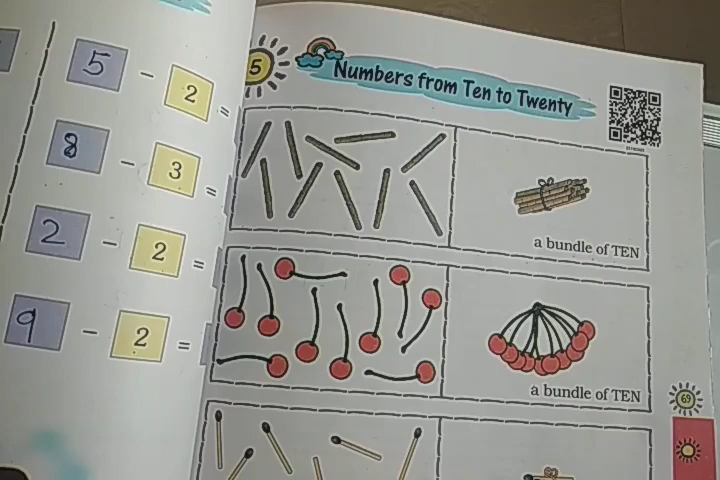 5 - 2 =
8 - 3 =
2 - 2 =
9 - 2 =
5
Numbers from Ten to Twenty
a bundle of TEN
a bundle of TEN
69